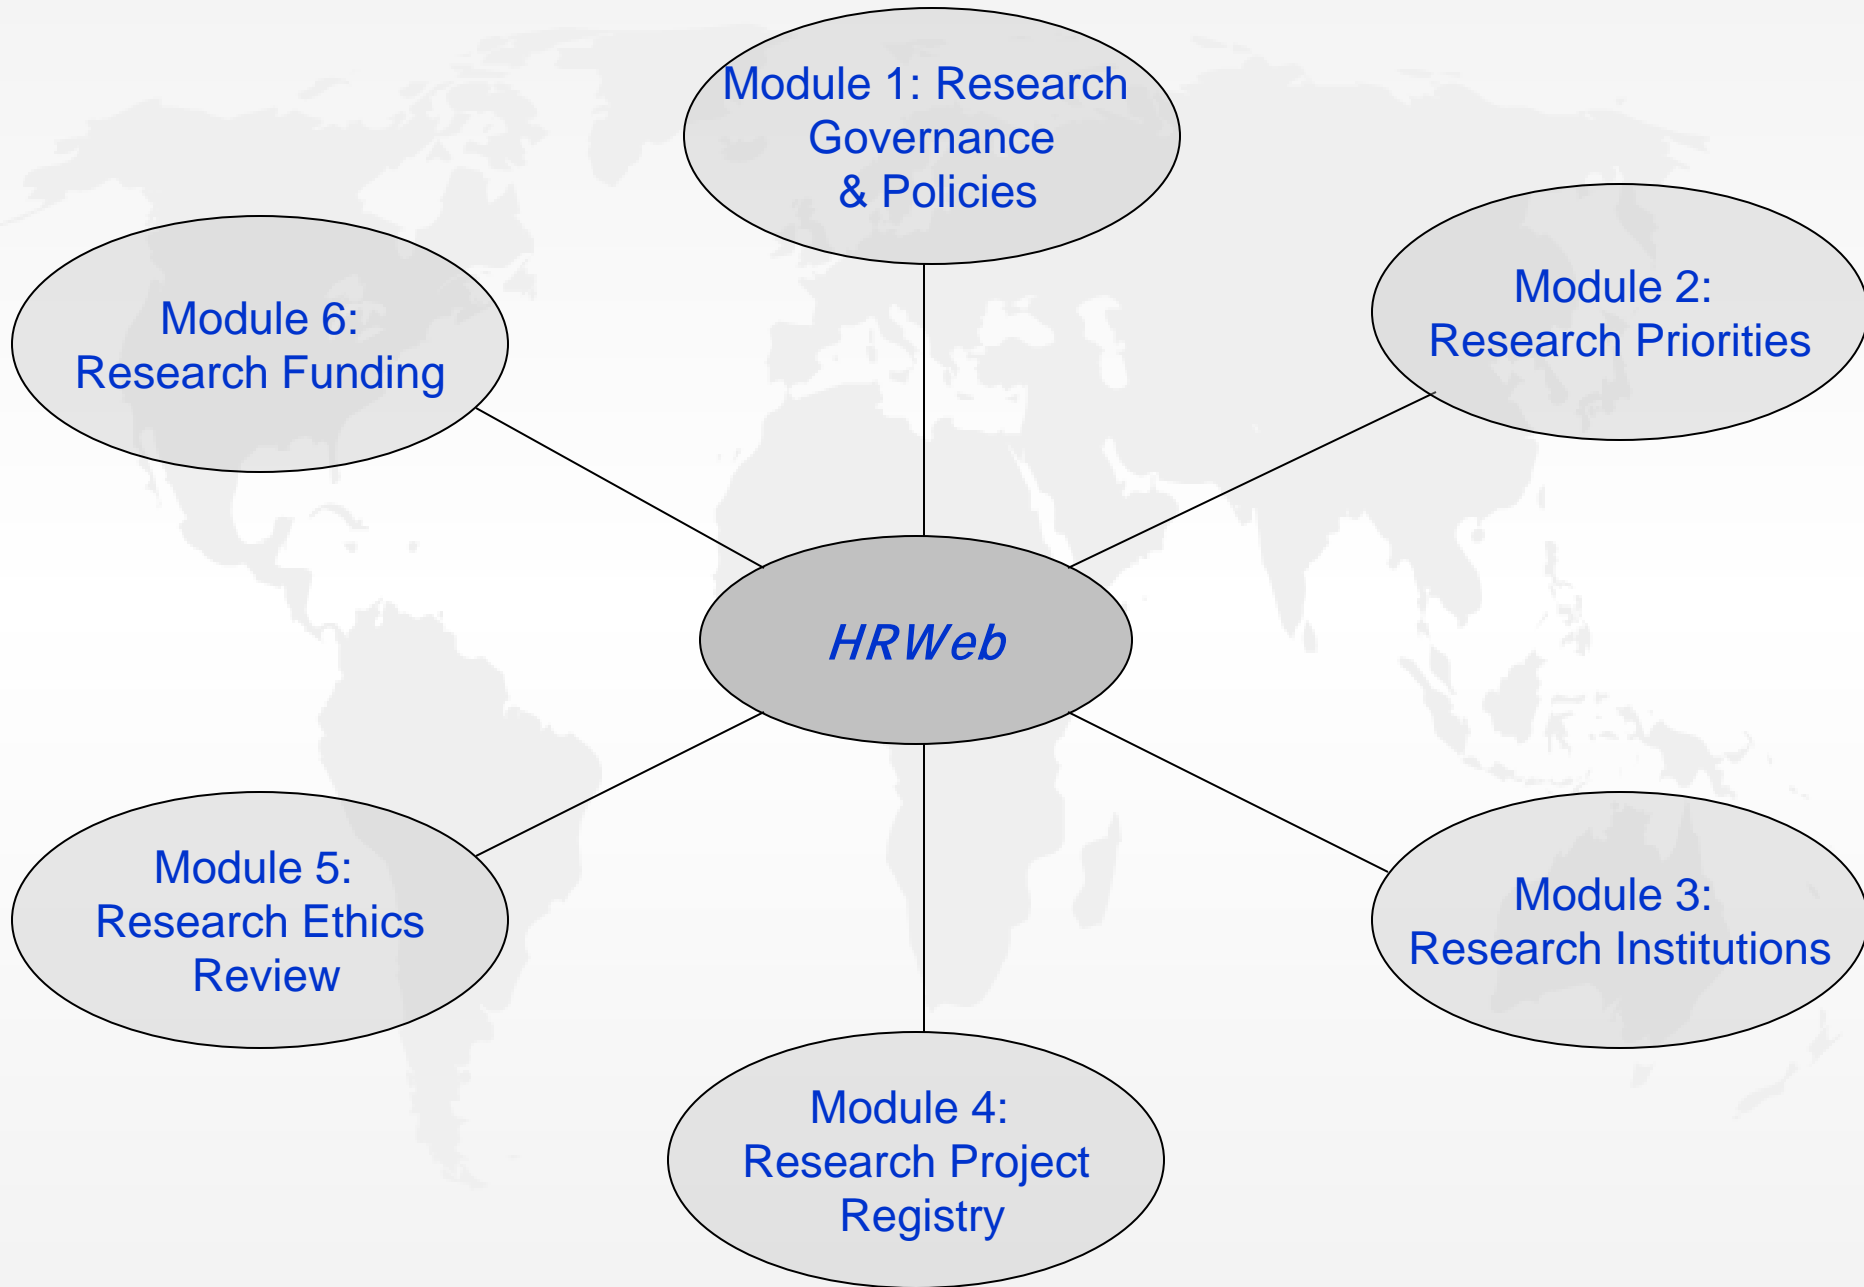 Module 1: Research
Governance
& Policies
Module 2:
Research Priorities
Module 6:
Research Funding
HRWeb
Module 5:
Research Ethics
Review
Module 3:
Research Institutions
Module 4:
Research Project
Registry